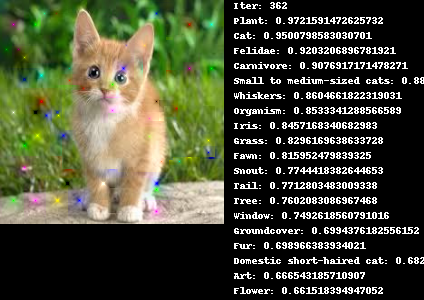 Iter: 362
Plant: 0.9721591472625732
Cat: 0.9500798583030701
Felidae: 0.9203206896781921
Carnivore: 0.9076917171478271
Small to medium-sized cats: 0.88
Whiskers: 0.8604661822319031
Organism: 0.8533341288566589
Iris: 0.8457168340682983
Grass: 0.8296169638633728
Fawn: 0.815952479839325
Snout: 0.7744418382644653
Tail: 0.7712803483009338
Tree: 0.7602083086967468
Window: 0.7492618560791016
Groundcover: 0.6994376182556152
Fur: 0.698966383934021
Domestic short-haired cat: 0.682
Art: 0.666543185710907
Flower: 0.661518394947052